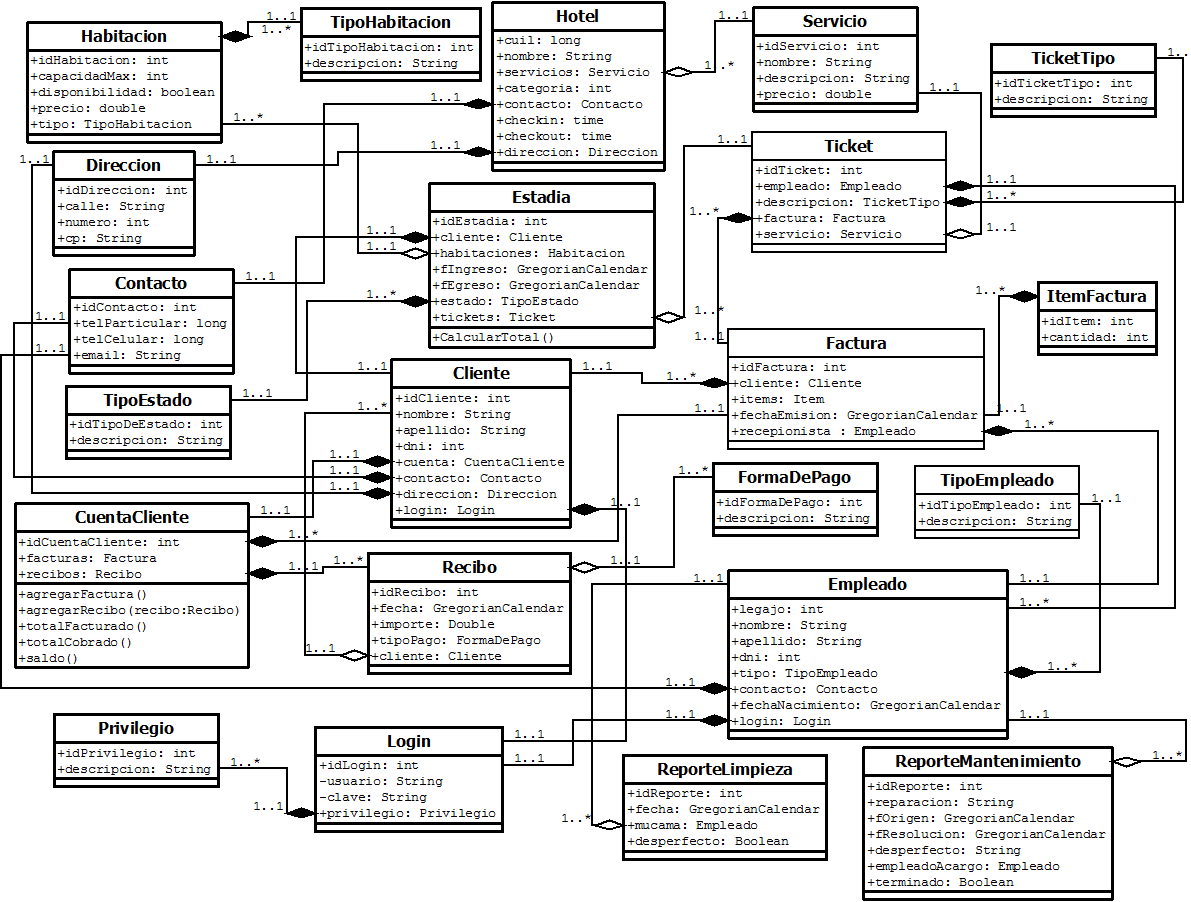 Habitacion
+idHabitacion: int
+capacidadMax: int
+disponibilidad: boolean
+precio: double
+tipo: TipoHabitacion
1..1
1..*
TipoHabitacion
+idTipoHabitacion: int
+descripcion: String
Hotel
+cuil: long
+nombre: String
+servicios: Servicio
+categoria: int
+contacto: Contacto
+checkin: time
+checkout: time
+direccion: Direccion
1..1
1..*
1..1
1..1
Servicio
+idServicio: int
+nombre: String
+descripcion: String
+precio: double
1..1
TicketTipo
+idTicketTipo: int
+descripcion: String
1..
1..*
1..1
1..1
Direccion
+idDireccion: int
+calle: String
+numero: int
+cp: String
1..1
Ticket
+idTicket: int
+empleado: Empleado
+descripcion: TicketTipo
+factura: Factura
+servicio: Servicio
1..1
1..*
1..1
1..*
Estadia
+idEstadia: int
+cliente: Cliente
+habitaciones: Habitacion
+fIngreso: GregorianCalendar
+fEgreso: GregorianCalendar
+estado: TipoEstado
+tickets: Ticket
+CalcularTotal()
1..1
1..1
1..*
1..*
1..1
Contacto
+idContacto: int
+telParticular: long
+telCelular: long
+email: String
1..1
1..1
1..1
1..*
ItemFactura
+idItem: int
+cantidad: int
Factura
+idFactura: int
+cliente: Cliente
+items: Item
+fechaEmision: GregorianCalendar
+recepionista : Empleado
1..*
1..1
1..1
1..*
TipoEstado
+idTipoDeEstado: int
+descripcion: String
1..1
Cliente
+idCliente: int
+nombre: String
+apellido: String
+dni: int
+cuenta: CuentaCliente
+contacto: Contacto
+direccion: Direccion
+login: Login
1..1
1..1
1..*
1..1
1..1
1..1
1..1
FormaDePago
+idFormaDePago: int
+descripcion: String
1..*
TipoEmpleado
+idTipoEmpleado: int
+descripcion: String
1..1
CuentaCliente
+idCuentaCliente: int
+facturas: Factura
+recibos: Recibo
+agregarFactura()
+agregarRecibo(recibo:Recibo)
+totalFacturado()
+totalCobrado()
+saldo()
1..1
1..*
1..1
1..*
Recibo
+idRecibo: int
+fecha: GregorianCalendar
+importe: Double
+tipoPago: FormaDePago
+cliente: Cliente
1..1
1..1
Empleado
+legajo: int
+nombre: String
+apellido: String
+dni: int
+tipo: TipoEmpleado
+contacto: Contacto
+fechaNacimiento: GregorianCalendar
+login: Login
1..1
1..1
1..*
1..*
1..1
1..1
1..1
Privilegio
+idPrivilegio: int
+descripcion: String
1..*
1..1
Login
+idLogin: int
-usuario: String
-clave: String
+privilegio: Privilegio
1..1
1..1
ReporteLimpieza
+idReporte: int
+fecha: GregorianCalendar
+mucama: Empleado
+desperfecto: Boolean
1..*
ReporteMantenimiento
+idReporte: int
+reparacion: String
+fOrigen: GregorianCalendar
+fResolucion: GregorianCalendar
+desperfecto: String
+empleadoAcargo: Empleado
+terminado: Boolean
1..*